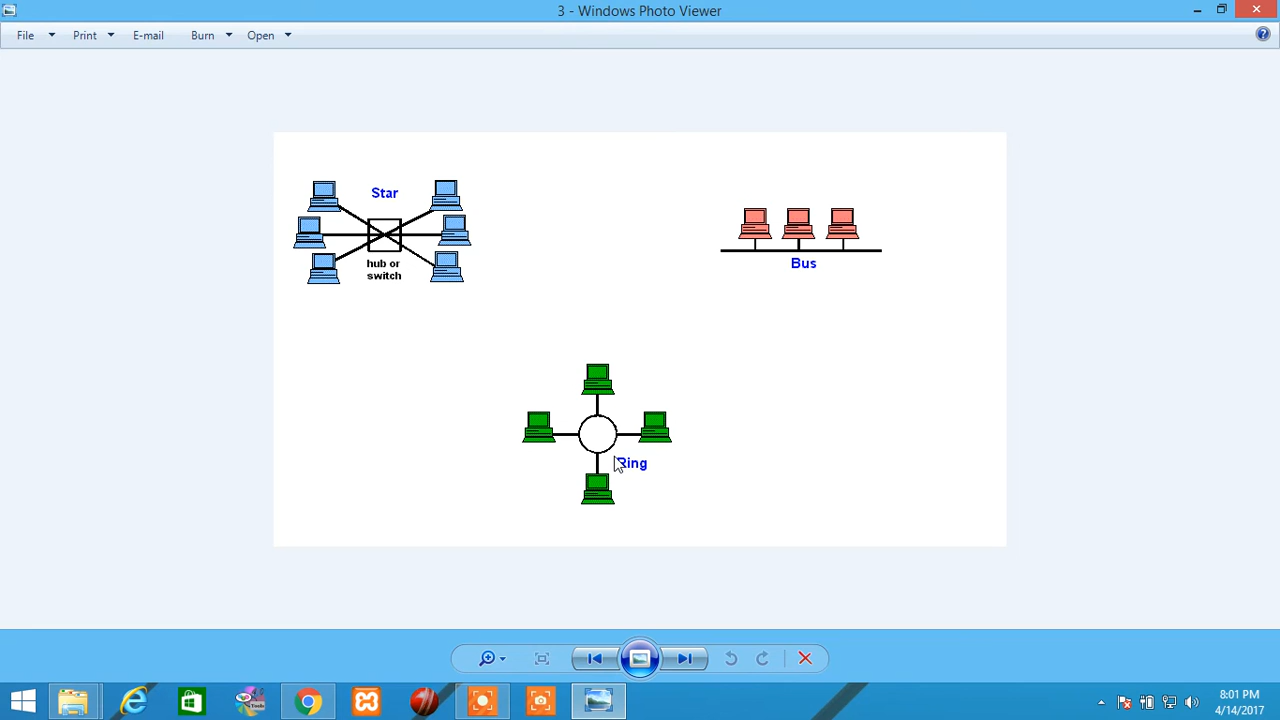 3 - Windows Photo Viewer
File Print E-mail Burn Open
Star
hub or
switch
Bus
Ring
Tools
8:01 PM
4/14/2017